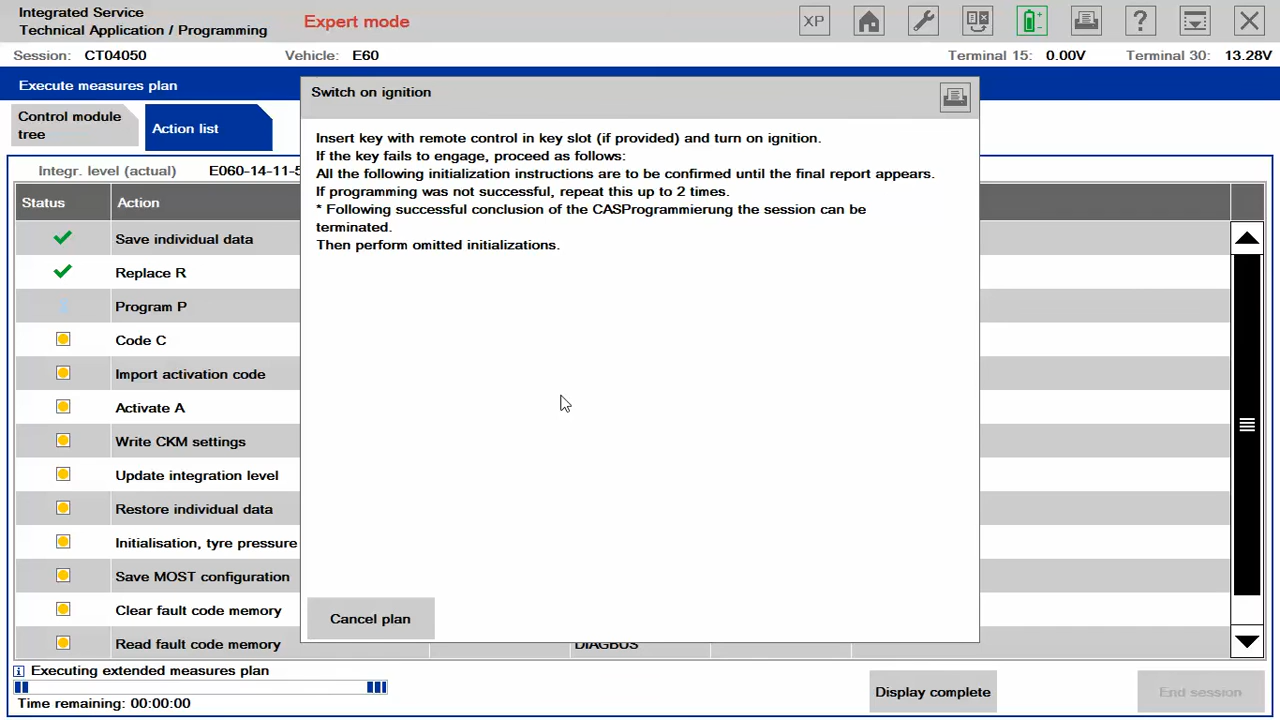 Integrated Service
Technical Application / Programming
Expert mode
XP
?
Session: CT04050
Vehicle: E60
Terminal 15: 0.00V
Terminal 30: 13.28V
Execute measures plan
Control module
tree
Action list
Switch on ignition
Insert key with remote control in key slot (if provided) and turn on ignition.
If the key fails to engage, proceed as follows:
All the following initialization instructions are to be confirmed until the final report appears.
If programming was not successful, repeat this up to 2 times.
* Following successful conclusion of the CASProgrammierung the session can be
terminated.
Then perform omitted initializations.
Integr. level (actual) E060-14-11-5
Status Action
Save individual data
Replace R
Program P
Code C
Import activation code
Activate A
Write CKM settings
Update integration level
Restore individual data
Initialisation, tyre pressure
Save MOST configuration
Clear fault code memory
Read fault code memory DIAGBUS
Cancel plan
i Executing extended measures plan
Time remaining: 00:00:00
Display complete
End session